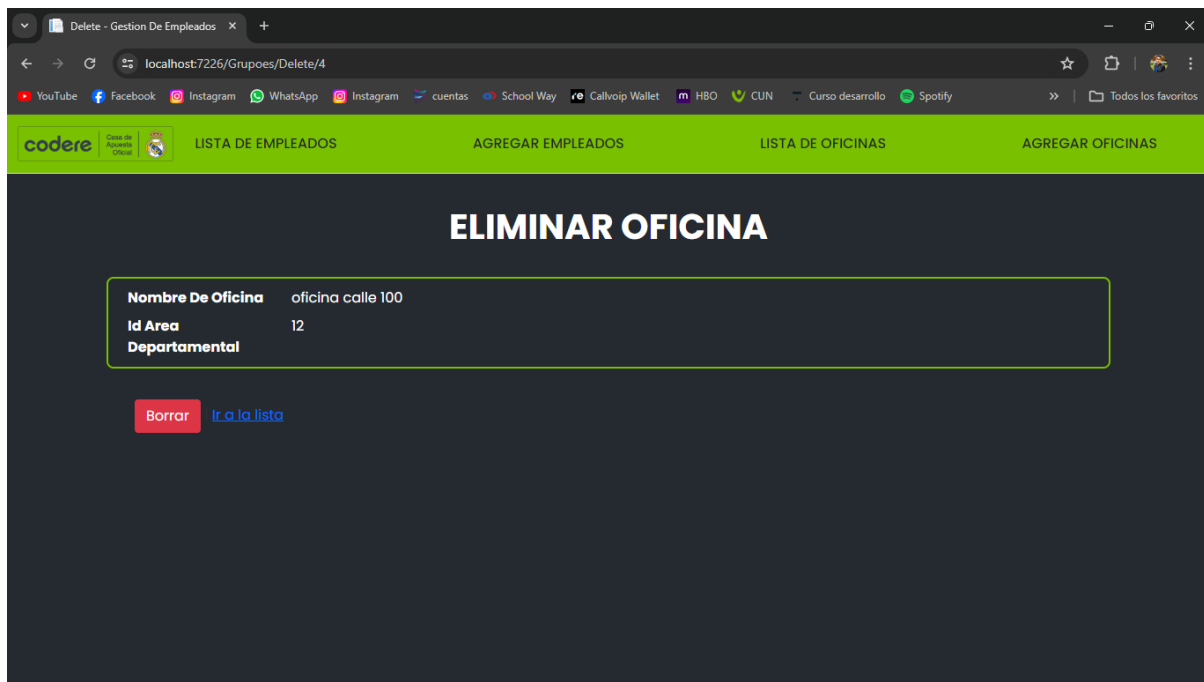 Delete - Gestion De Empleados
localhost:7226/Grupoes/Delete/4
YouTube Facebook Instagram WhatsApp Instagram cuentas School Way re Callvoip Wallet m HBO CUN Curso desarrollo Spotify » Todos los favoritos
codere Casa de Apuesta Oficial LISTA DE EMPLEADOS AGREGAR EMPLEADOS LISTA DE OFICINAS AGREGAR OFICINAS
ELIMINAR OFICINA
Nombre De Oficina oficina calle 100
Id Area 12
Departamental
Borrar Ir a la lista